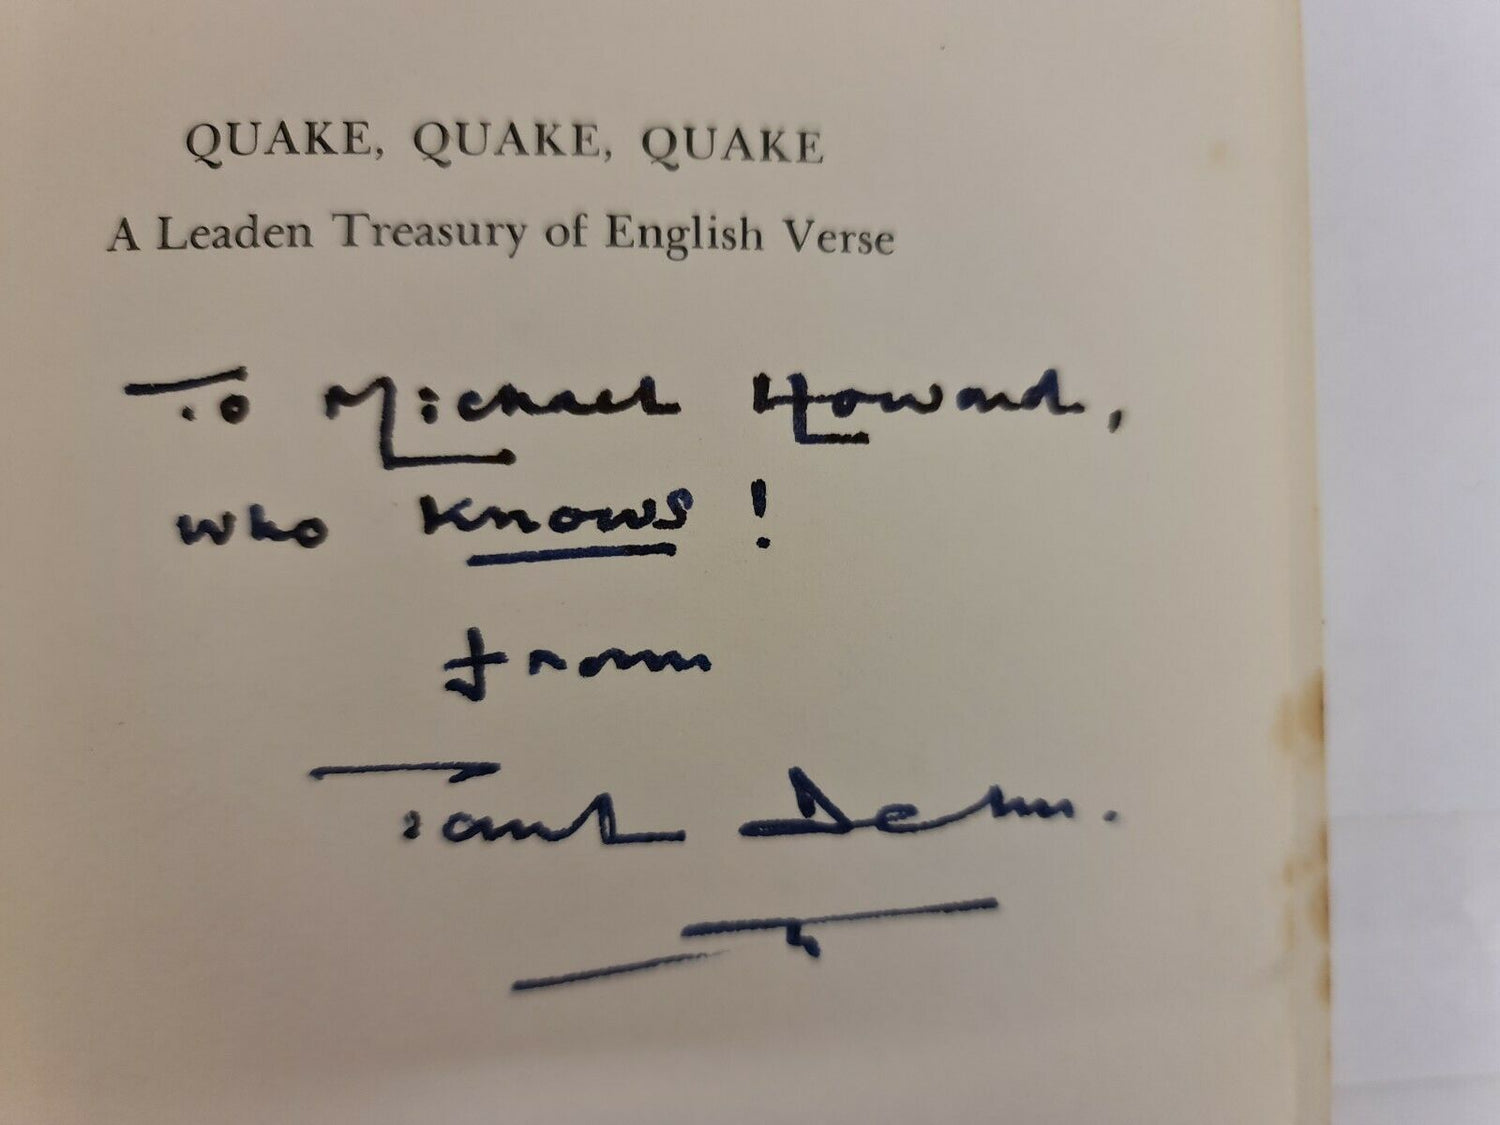 QUAKE, QUAKE, QUAKE
A Leaden Treasury of English Verse
To Michael Howard,
who knows!
from
Paul Dehn.